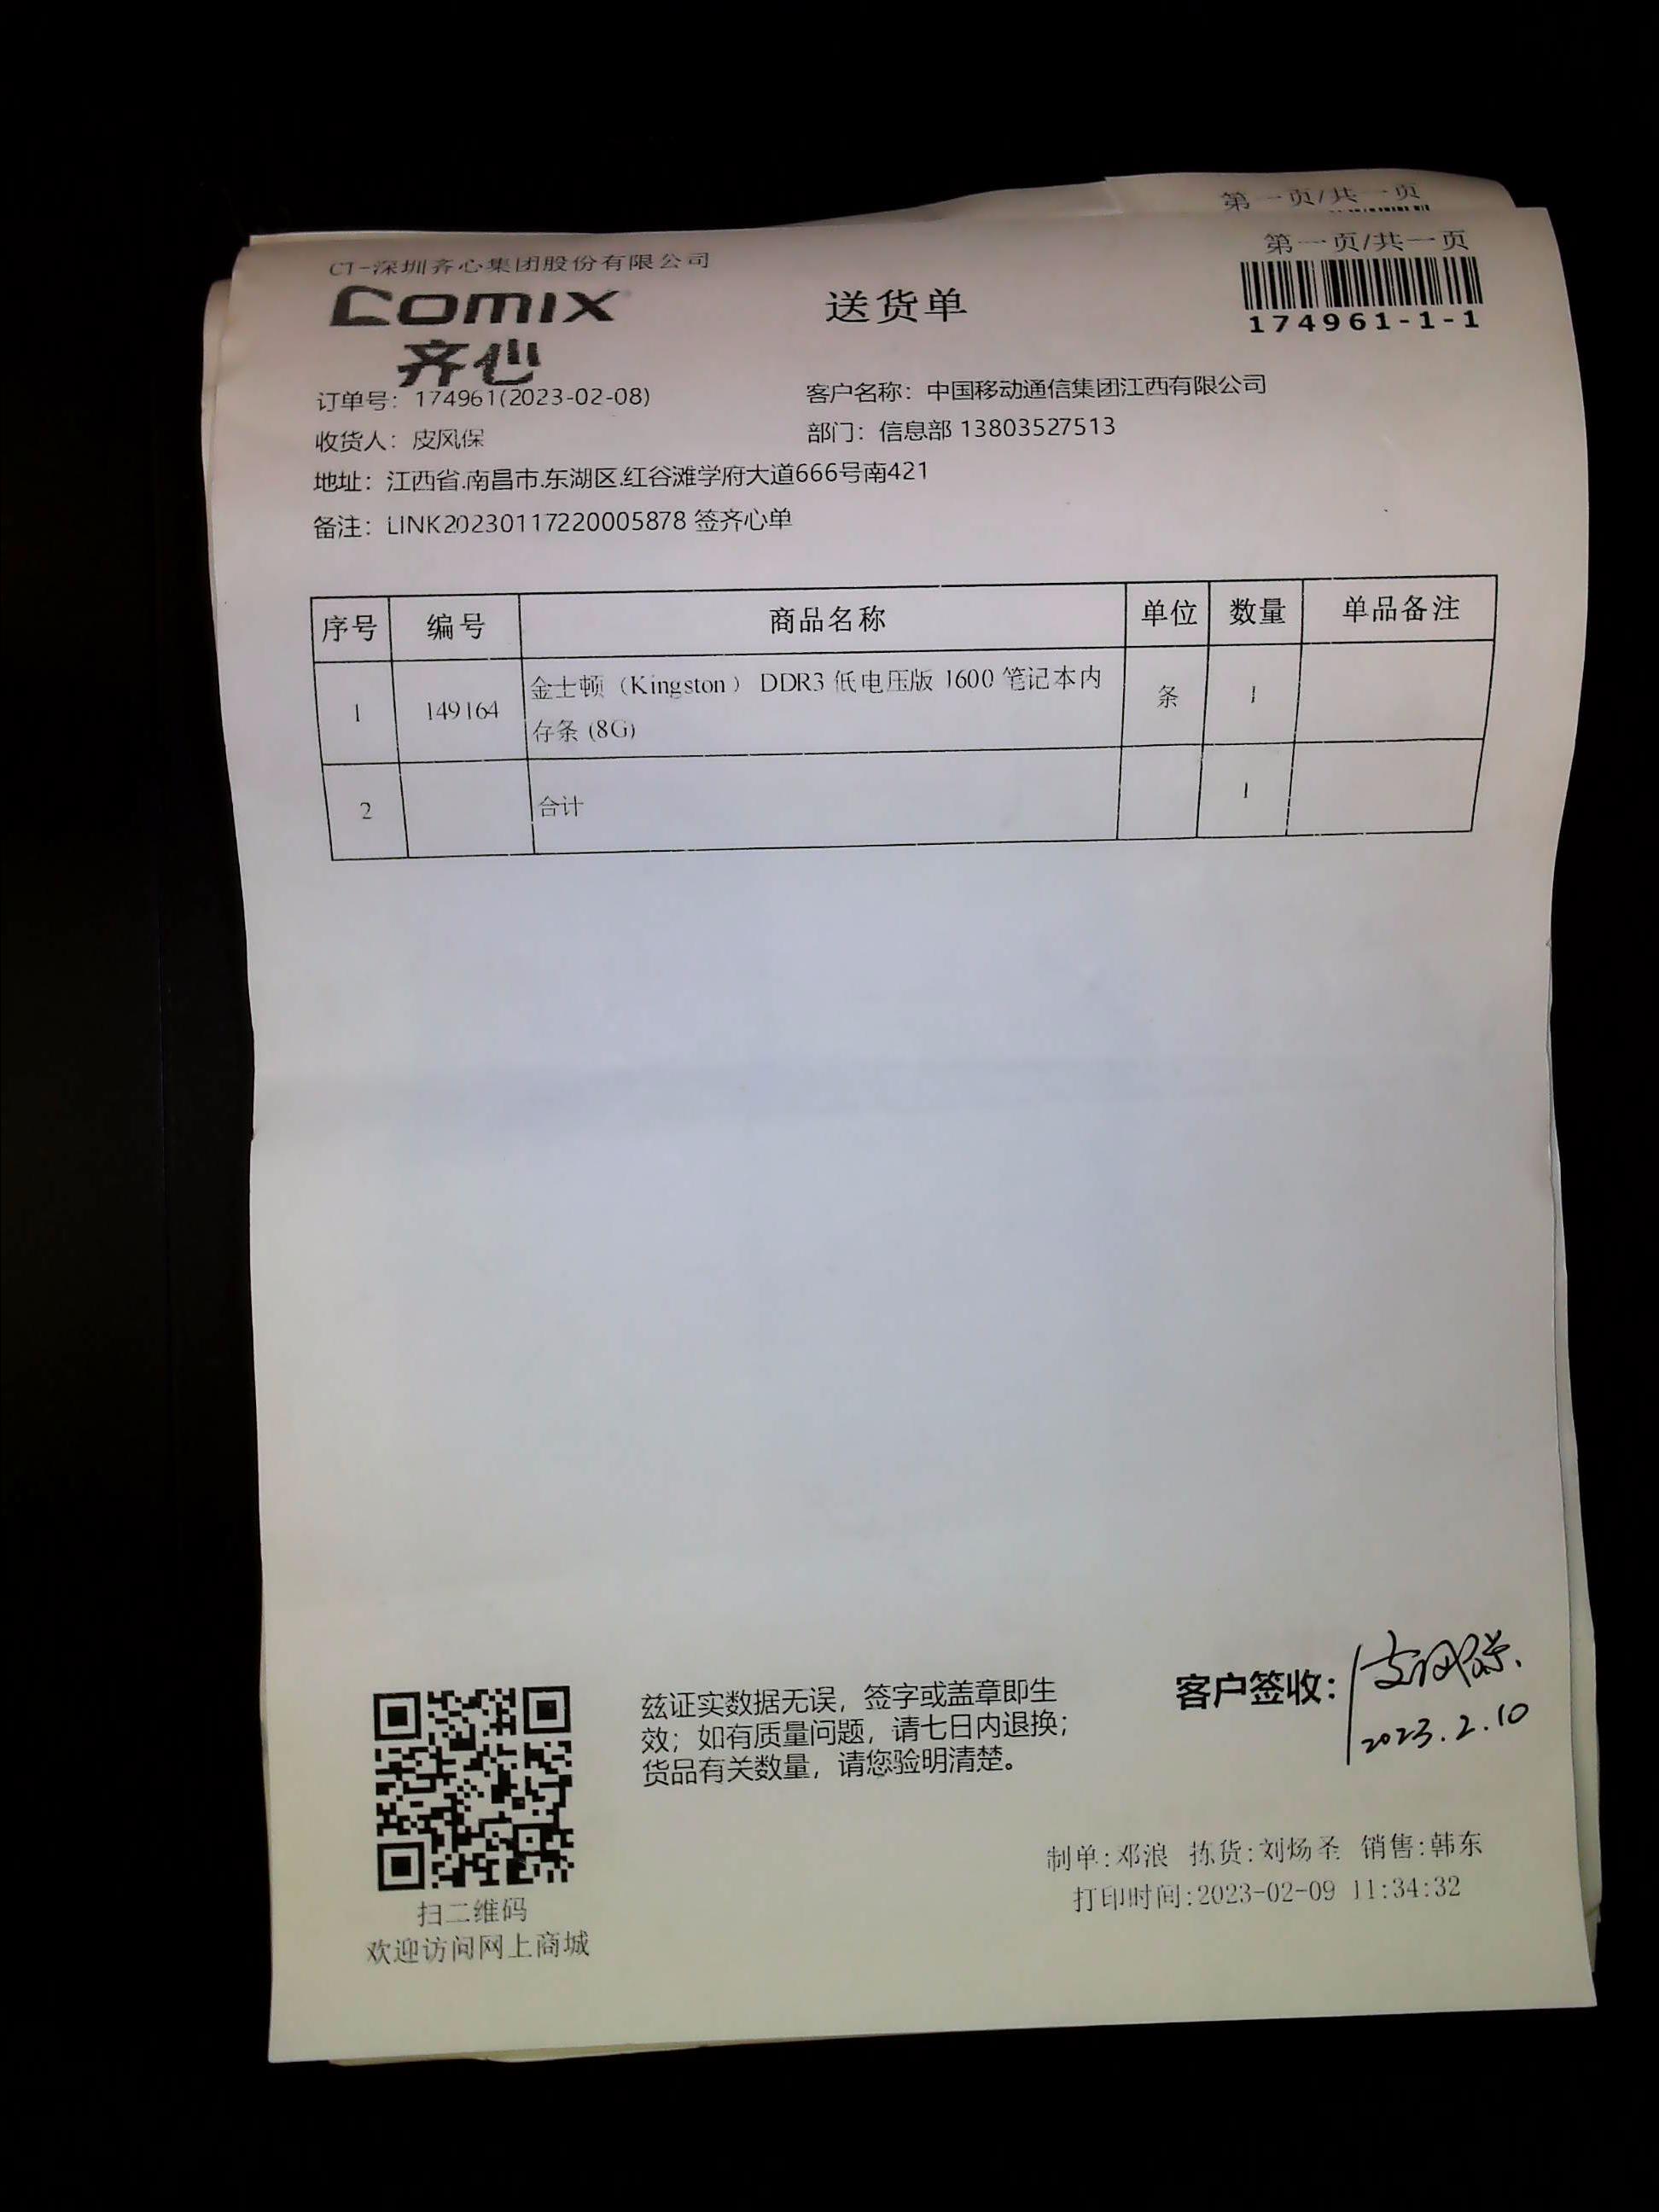 第一页/共一页
第一页/共一页
CT-深圳齐心集团股份有限公司
comix
齐心
送货单
174961-1-1
订单号：174961(2023-02-08)
客户名称：中国移动通信集团江西有限公司
收货人：皮风保
部门：信息部 13803527513
地址：江西省.南昌市.东湖区.红谷滩学府大道666号南421
备注：LINK20230117220005878 签齐心单
序号 编号 商品名称 单位 数量 单品备注
1 149164 金士顿（Kingston） DDR3 低电压版 1600 笔记本内 条 1
存条 (8G)
2 合计 1
兹证实数据无误，签字或盖章即生
效；如有质量问题，请七日内退换；
货品有关数量，请您验明清楚。
客户签收：皮风保
2023.2.10
制单:邓浪 拣货:刘炀圣 销售:韩东
打印时间:2023-02-09 11:34:32
扫二维码
欢迎访问网上商城